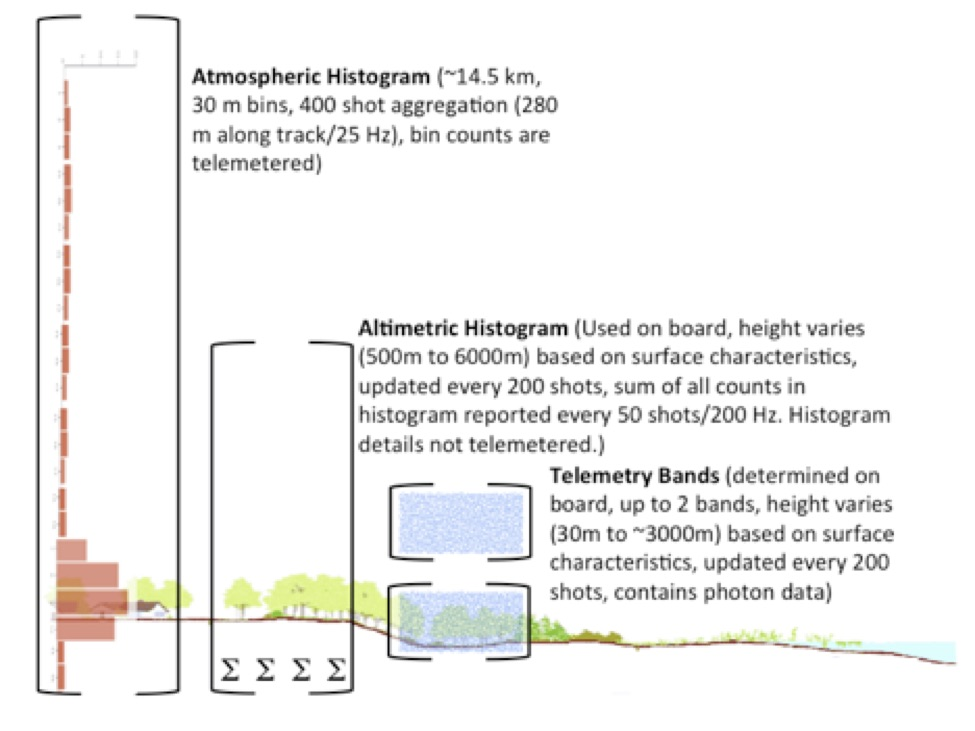 Atmospheric Histogram (~14.5 km,
30 m bins, 400 shot aggregation (280
m along track/25 Hz), bin counts are
telemetered)
Altimetric Histogram (Used on board, height varies
(500m to 6000m) based on surface characteristics,
updated every 200 shots, sum of all counts in
histogram reported every 50 shots/200 Hz. Histogram
details not telemetered.)
Telemetry Bands (determined on
board, up to 2 bands, height varies
(30m to ~3000m) based on surface
characteristics, updated every 200
shots, contains photon data)
Σ Σ Σ Σ